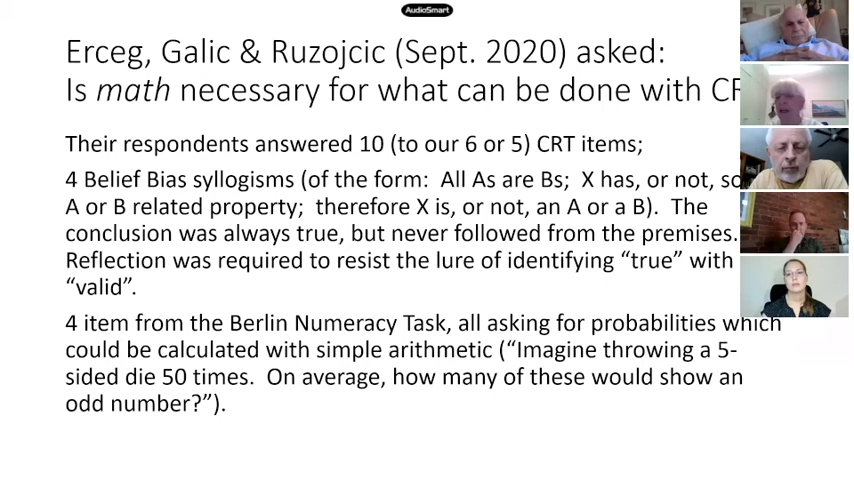 AudioSmart
Erceg, Galic & Ruzojcic (Sept. 2020) asked:
Is math necessary for what can be done with CR
Their respondents answered 10 (to our 6 or 5) CRT items;
4 Belief Bias syllogisms (of the form: All As are Bs; X has, or not, so
A or B related property; therefore X is, or not, an A or a B). The
conclusion was always true, but never followed from the premises.
Reflection was required to resist the lure of identifying “true” with
“valid”.
4 item from the Berlin Numeracy Task, all asking for probabilities which
could be calculated with simple arithmetic (“Imagine throwing a 5-
sided die 50 times. On average, how many of these would show an
odd number?”).